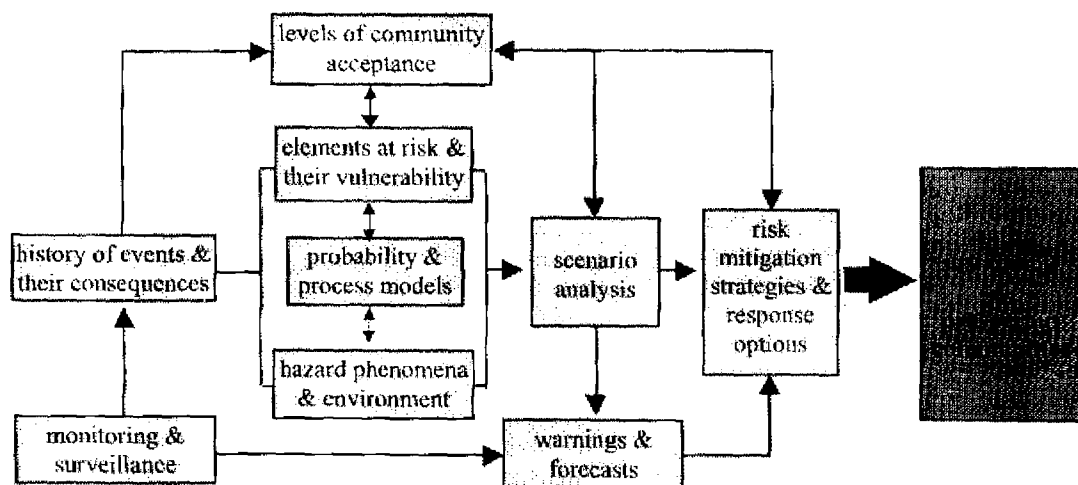 levels of community
acceptance
elements at risk &
their vulnerability
history of events &
their consequences
probability &
process models
scenario
analysis
risk
mitigation
strategies &
response
options
hazard phenomena
& environment
monitoring &
surveillance
warnings &
forecasts